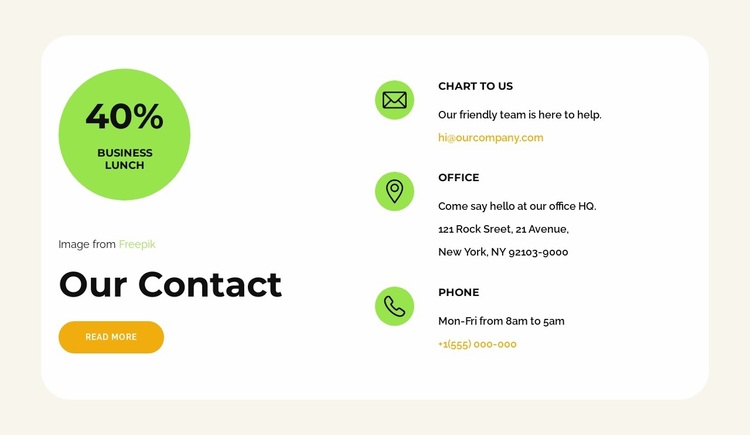 40%
BUSINESS
LUNCH
Image from Freepik
Our Contact
READ MORE
CHART TO US
Our friendly team is here to help.
hi@ourcompany.com
OFFICE
Come say hello at our office HQ.
121 Rock Sreet, 21 Avenue,
New York, NY 92103-9000
PHONE
Mon-Fri from 8am to 5am
+1(555) 000-000